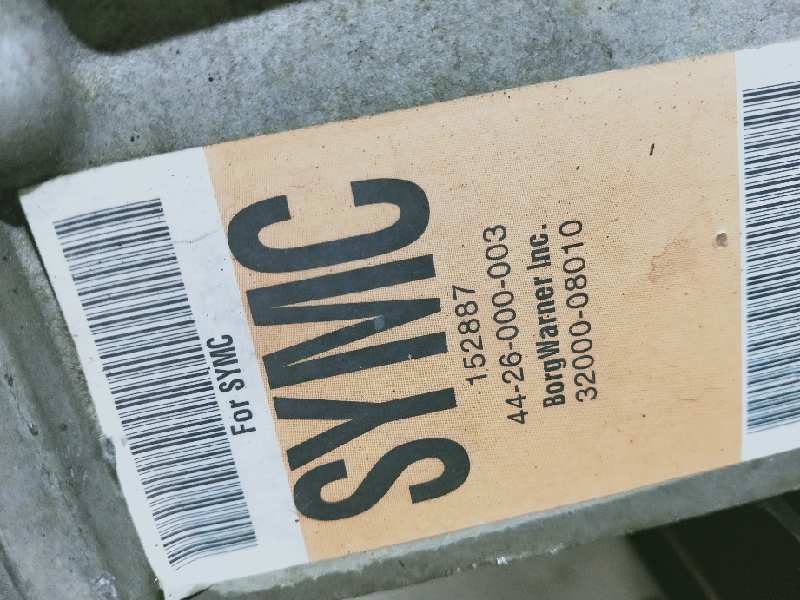 For SYMC
SYMC
152887
44-26-000-003
BorgWarner Inc.
32000-08010